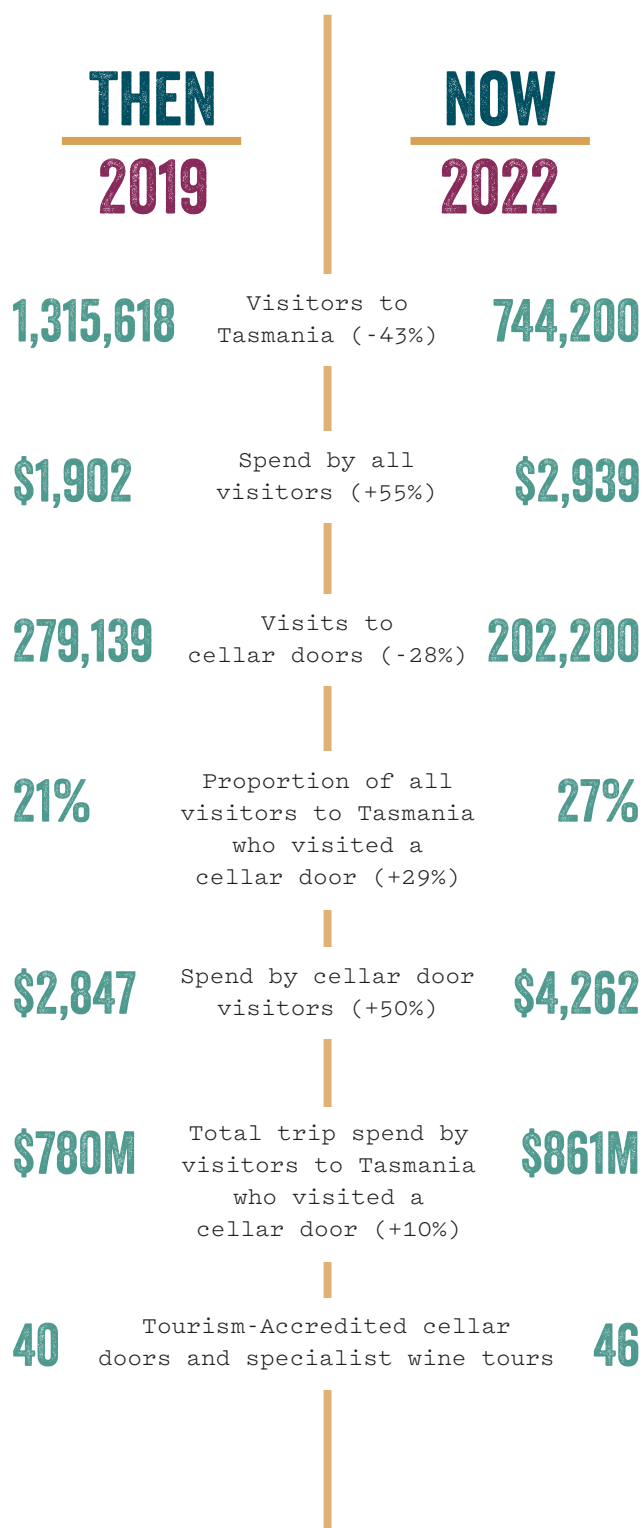 THEN
NOW
2019
2022
1,315,618
Visitors to
Tasmania (-43%)
744,200
$1,902
Spend by all
visitors (+55%)
$2,939
279,139
Visits to
cellar doors (-28%)
202,200
21%
Proportion of all
visitors to Tasmania
who visited a
cellar door (+29%)
27%
$2,847
Spend by cellar door
visitors (+50%)
$4,262
$780M
Total trip spend by
visitors to Tasmania
who visited a
cellar door (+10%)
$861M
40
Tourism-Accredited cellar
doors and specialist wine tours
46